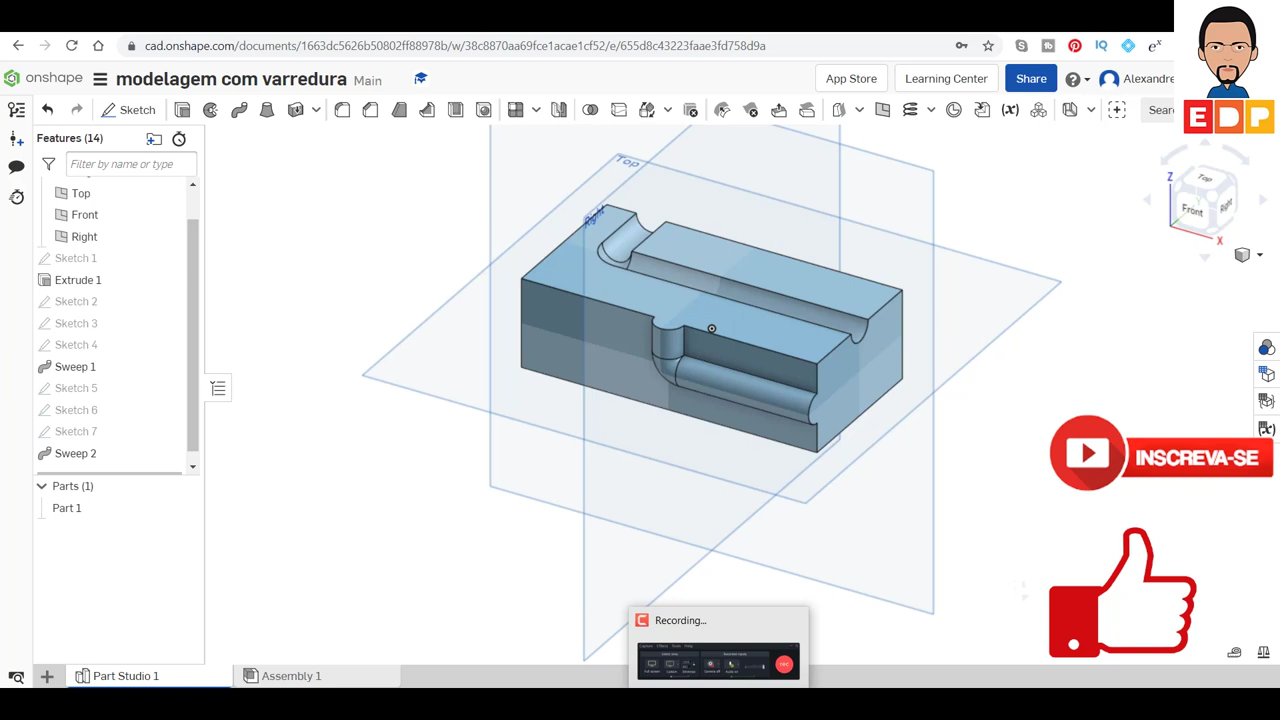 cad.onshape.com/documents/1663dc5626b50802ff88978b/w/38c8870aa69fce1acae1cf52/e/655d8c43223faae3fd758d9a
onshape
modelagem com varredura Main
App Store
Learning Center
Share
Alexandre
Sketch
Sear
EDP
Features (14)
Filter by name or type
Top
Front
Right
Sketch 1
Extrude 1
Sketch 2
Sketch 3
Sketch 4
Sweep 1
Sketch 5
Sketch 6
Sketch 7
Sweep 2
Parts (1)
Part 1
Top
Right
Z
Top
Front
Right
X
INSCREVA-SE
Recording...
rec
Part Studio 1
Assembly 1